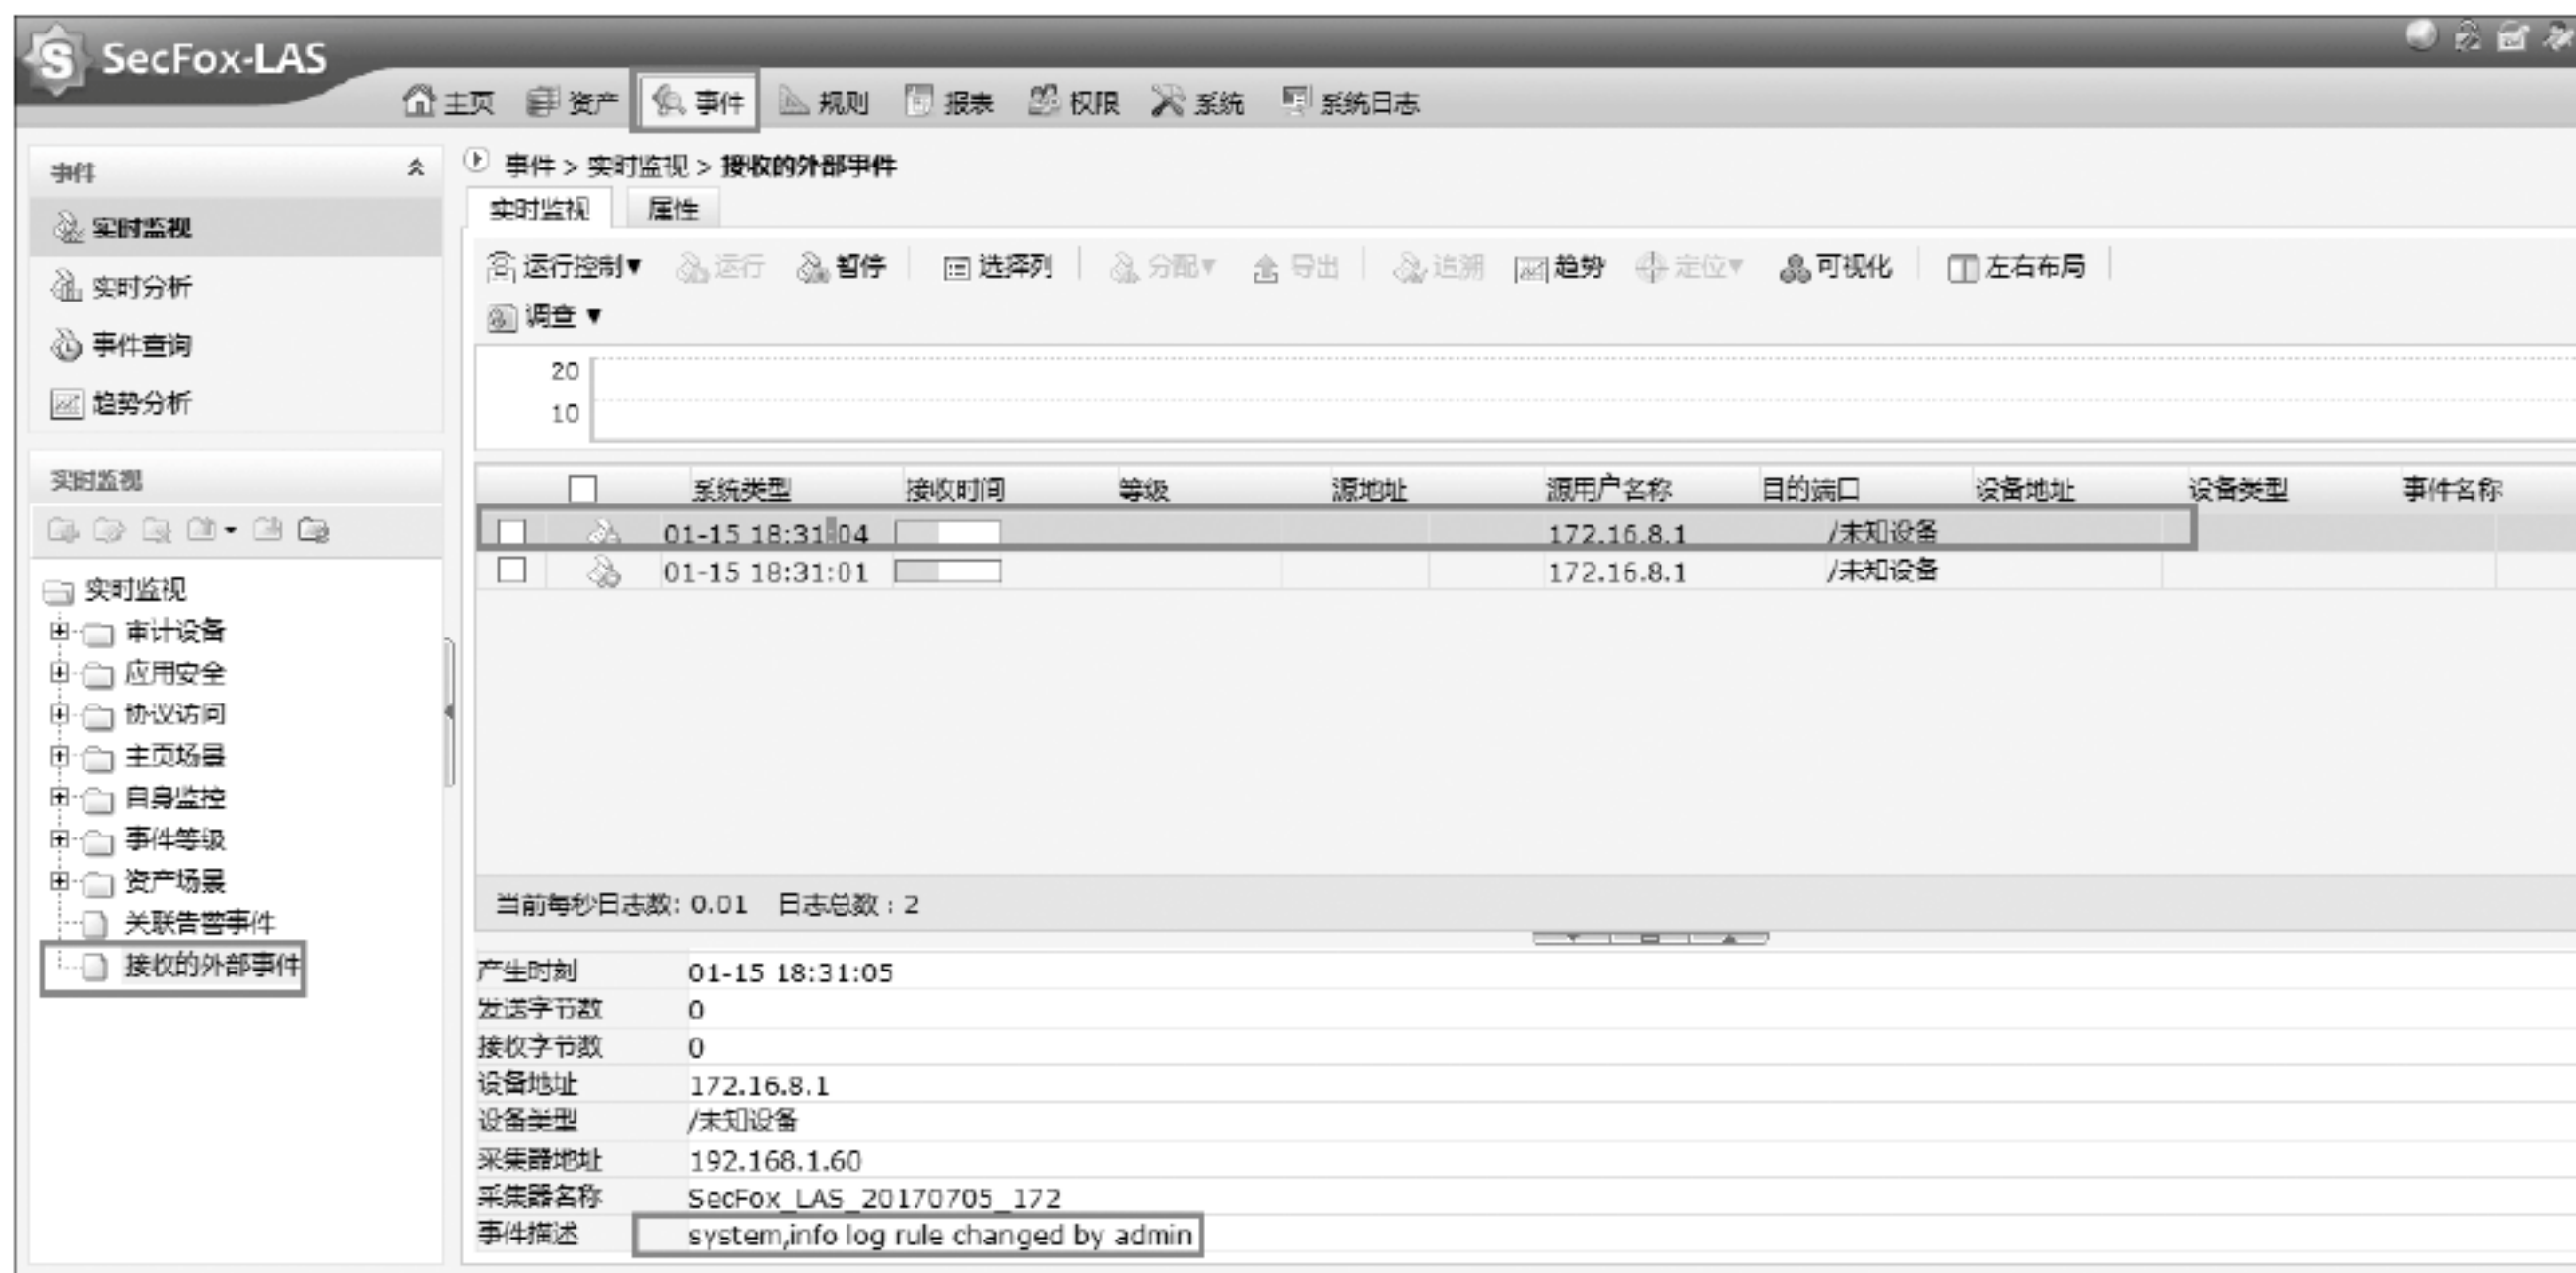 SecFox-LAS
主页 资产 事件 规则 报表 权限 系统 系统日志
事件
实时监视
实时分析
事件查询
趋势分析
实时监视
实时监视
审计设备
应用安全
协议访问
主页场景
自身监控
事件等级
资产场景
关联告警事件
接收的外部事件
事件 > 实时监视 > 接收的外部事件
实时监视 属性
运行控制▼ 运行 暂停 选择列 分配▼ 导出 追溯 趋势 定位▼ 可视化 左右布局
调查 ▼
20
10
系统类型 接收时间 等级 源地址 源用户名称 目的端口 设备地址 设备类型 事件名称
01-15 18:31:04 172.16.8.1 /未知设备
01-15 18:31:01 172.16.8.1 /未知设备
当前每秒日志数: 0.01 日志总数 : 2
产生时刻 01-15 18:31:05
发送字节数 0
接收字节数 0
设备地址 172.16.8.1
设备类型 /未知设备
采集器地址 192.168.1.60
采集器名称 SecFox_LAS_20170705_172
事件描述 system,info log rule changed by admin